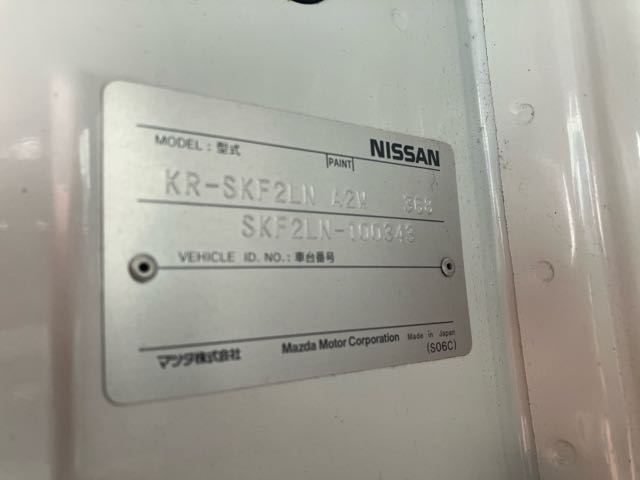 NISSAN
MODEL : 型式
PAINT
KR-SKF2LN A2W 368
SKF2LN-100343
VEHICLE ID. NO. : 車台番号
マツダ株式会社 Mazda Motor Corporation Made in Japan
(S06C)